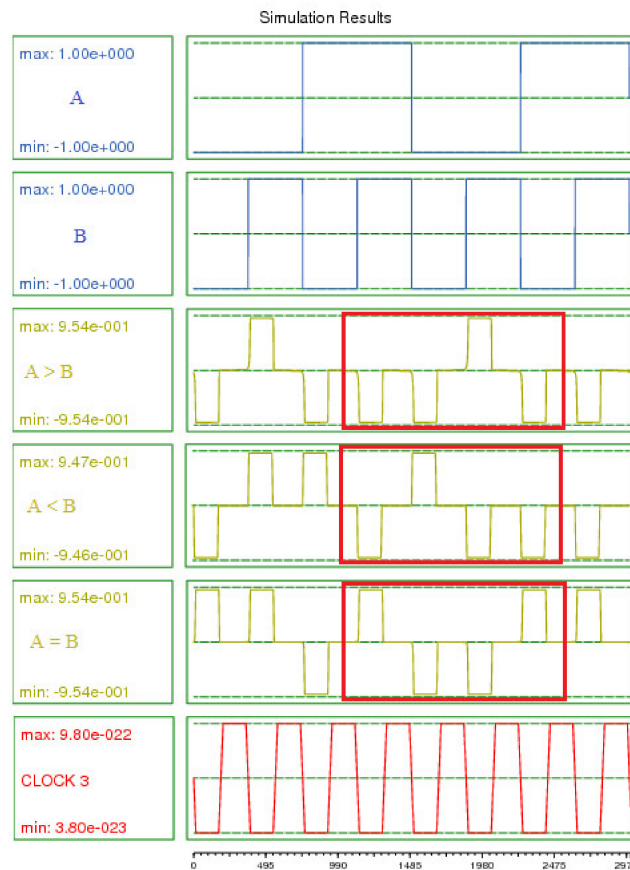 Simulation Results
max: 1.00e+000
A
min: -1.00e+000
max: 1.00e+000
B
min: -1.00e+000
max: 9.54e-001
A > B
min: -9.54e-001
max: 9.47e-001
A < B
min: -9.46e-001
max: 9.54e-001
A = B
min: -9.54e-001
max: 9.80e-022
CLOCK 3
min: 3.80e-023
0 495 990 1485 1980 2475 297